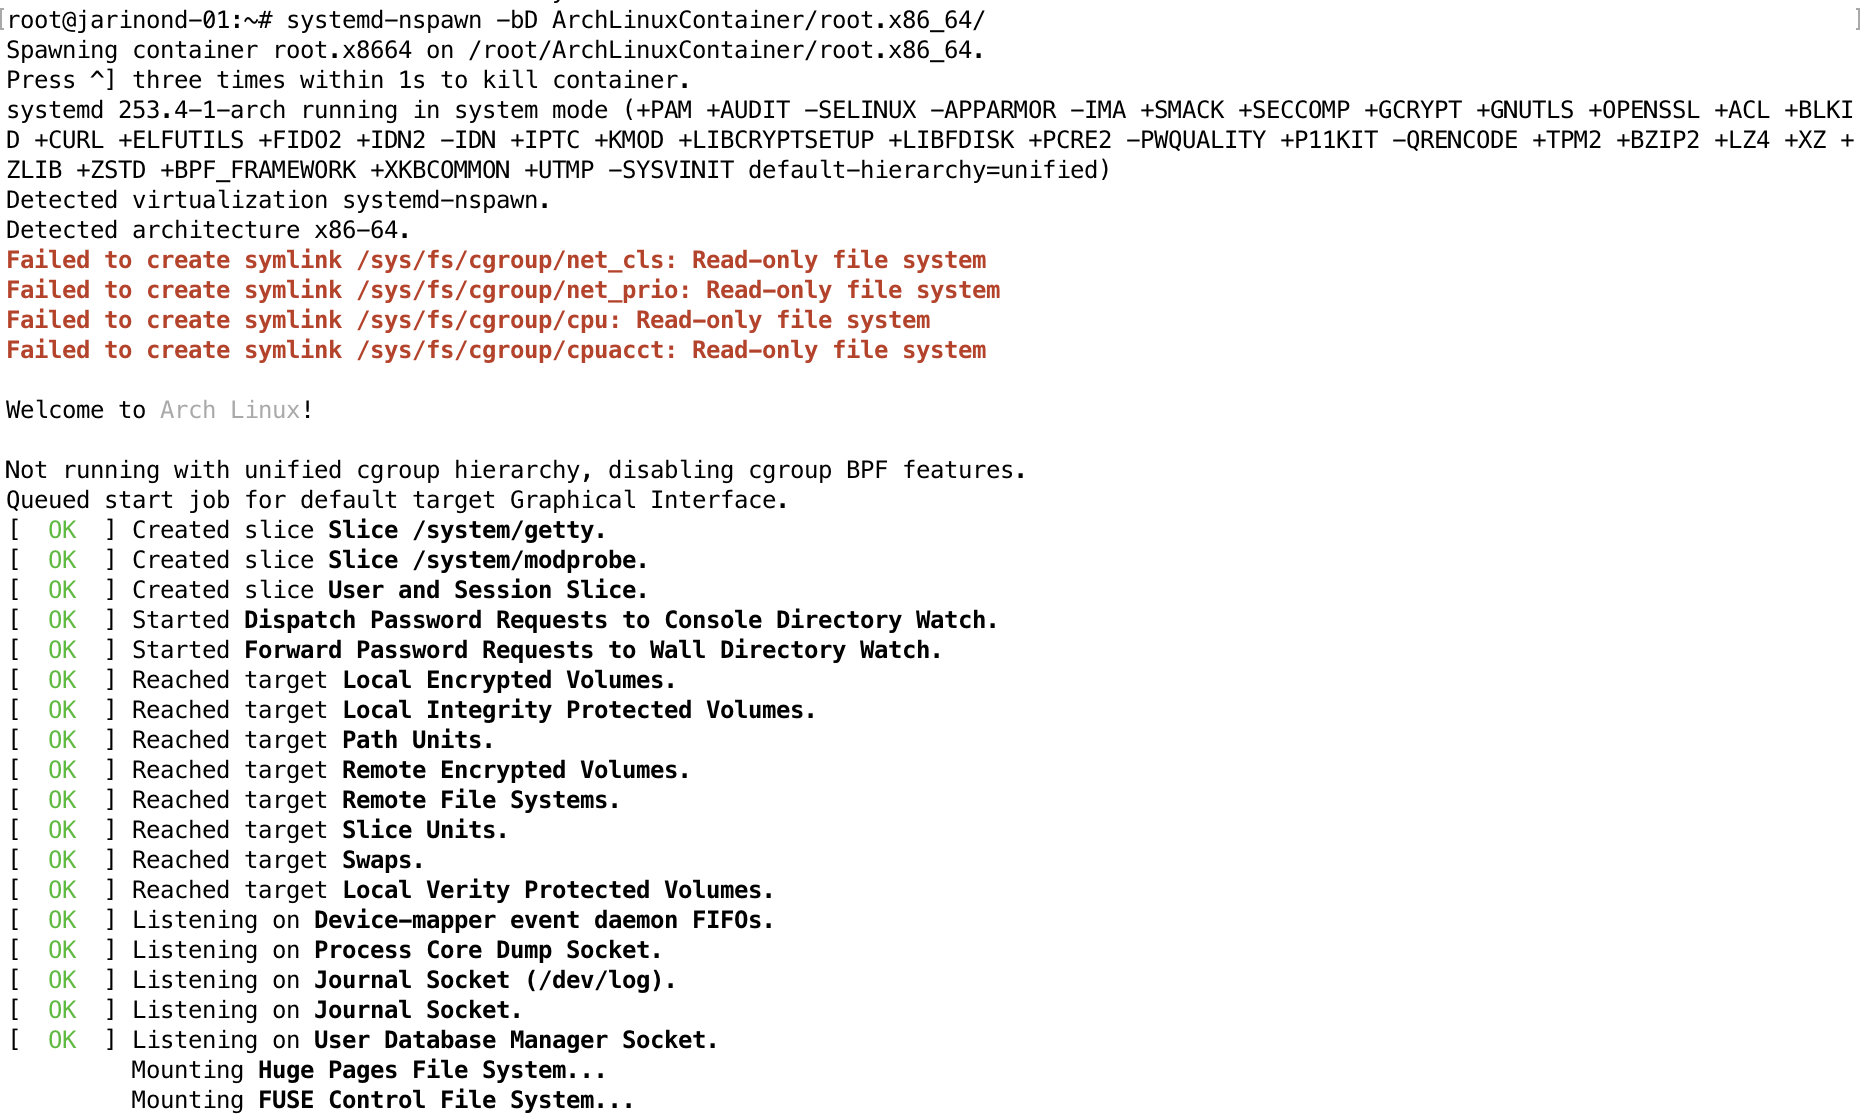 [root@jarinond-01:~# systemd-nspawn -bD ArchLinuxContainer/root.x86_64/ ]
Spawning container root.x8664 on /root/ArchLinuxContainer/root.x86_64.
Press ^] three times within 1s to kill container.
systemd 253.4-1-arch running in system mode (+PAM +AUDIT -SELINUX -APPARMOR -IMA +SMACK +SECCOMP +GCRYPT +GNUTLS +OPENSSL +ACL +BLKI
D +CURL +ELFUTILS +FIDO2 +IDN2 -IDN +IPTC +KMOD +LIBCRYPTSETUP +LIBFDISK +PCRE2 -PWQUALITY +P11KIT -QRENCODE +TPM2 +BZIP2 +LZ4 +XZ +
ZLIB +ZSTD +BPF_FRAMEWORK +XKBCOMMON +UTMP -SYSVINIT default-hierarchy=unified)
Detected virtualization systemd-nspawn.
Detected architecture x86-64.
Failed to create symlink /sys/fs/cgroup/net_cls: Read-only file system
Failed to create symlink /sys/fs/cgroup/net_prio: Read-only file system
Failed to create symlink /sys/fs/cgroup/cpu: Read-only file system
Failed to create symlink /sys/fs/cgroup/cpuacct: Read-only file system
Welcome to Arch Linux!
Not running with unified cgroup hierarchy, disabling cgroup BPF features.
Queued start job for default target Graphical Interface.
[  OK  ] Created slice Slice /system/getty.
[  OK  ] Created slice Slice /system/modprobe.
[  OK  ] Created slice User and Session Slice.
[  OK  ] Started Dispatch Password Requests to Console Directory Watch.
[  OK  ] Started Forward Password Requests to Wall Directory Watch.
[  OK  ] Reached target Local Encrypted Volumes.
[  OK  ] Reached target Local Integrity Protected Volumes.
[  OK  ] Reached target Path Units.
[  OK  ] Reached target Remote Encrypted Volumes.
[  OK  ] Reached target Remote File Systems.
[  OK  ] Reached target Slice Units.
[  OK  ] Reached target Swaps.
[  OK  ] Reached target Local Verity Protected Volumes.
[  OK  ] Listening on Device-mapper event daemon FIFOs.
[  OK  ] Listening on Process Core Dump Socket.
[  OK  ] Listening on Journal Socket (/dev/log).
[  OK  ] Listening on Journal Socket.
[  OK  ] Listening on User Database Manager Socket.
Mounting Huge Pages File System...
Mounting FUSE Control File System...